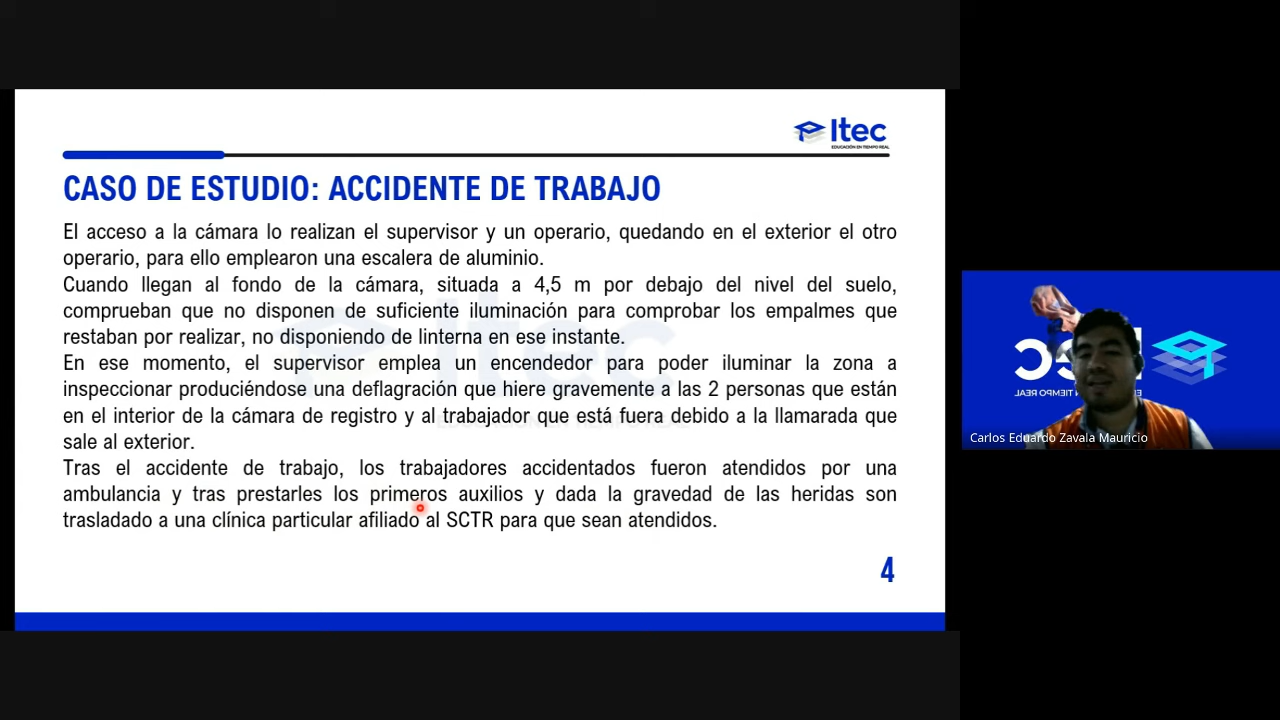 Itec
EDUCACIÓN EN TIEMPO REAL
CASO DE ESTUDIO: ACCIDENTE DE TRABAJO
El acceso a la cámara lo realizan el supervisor y un operario, quedando en el exterior el otro
operario, para ello emplearon una escalera de aluminio.
Cuando llegan al fondo de la cámara, situada a 4,5 m por debajo del nivel del suelo,
comprueban que no disponen de suficiente iluminación para comprobar los empalmes que
restaban por realizar, no disponiendo de linterna en ese instante.
En ese momento, el supervisor emplea un encendedor para poder iluminar la zona a
inspeccionar produciéndose una deflagración que hiere gravemente a las 2 personas que están
en el interior de la cámara de registro y al trabajador que está fuera debido a la llamarada que
sale al exterior.
Tras el accidente de trabajo, los trabajadores accidentados fueron atendidos por una
ambulancia y tras prestarles los primeros auxilios y dada la gravedad de las heridas son
trasladado a una clínica particular afiliado al SCTR para que sean atendidos.
4
Carlos Eduardo Zavala Mauricio